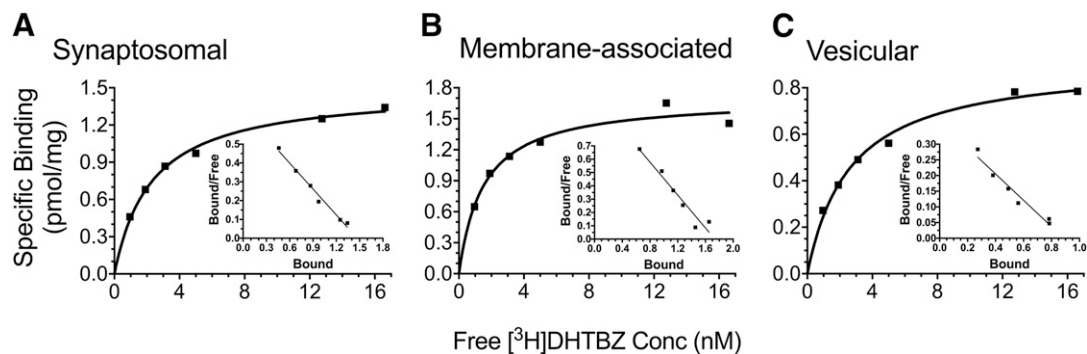 A Synaptosomal
B Membrane-associated
C Vesicular
Specific Binding
(pmol/mg)
1.5
1.2
0.9
0.6
0.3
0.0
0 4 8 12 16
Bound/Free
0.5
0.4
0.3
0.2
0.1
0.0
0.0 0.3 0.6 0.9 1.2 1.5 1.8
Bound
1.8
1.5
1.2
0.9
0.6
0.3
0.0
0 4 8 12 16
Bound/Free
0.7
0.6
0.5
0.4
0.3
0.2
0.1
0.0
0.0 0.4 0.8 1.2 1.6 2.0
Bound
0.8
0.6
0.4
0.2
0.0
0 4 8 12 16
Bound/Free
0.30
0.25
0.20
0.15
0.10
0.05
0.00
0.0 0.2 0.4 0.6 0.8 1.0
Bound
Free [³H]DHTBZ Conc (nM)